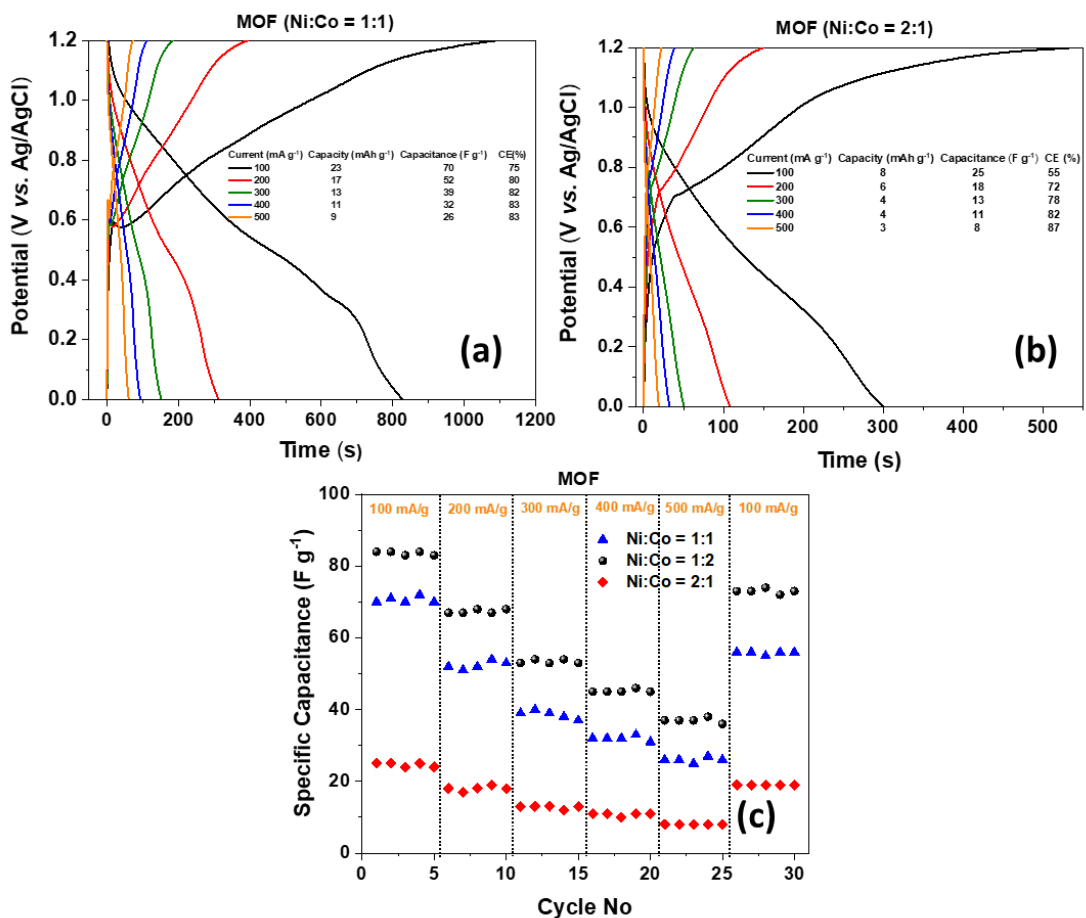 MOF (Ni:Co = 1:1)
1.2
1.0
0.8
0.6
0.4
0.2
0.0
Potential (V vs. Ag/AgCl)
Current (mA g⁻¹) Capacity (mAh g⁻¹) Capacitance (F g⁻¹) CE(%)
100 23 70 75
200 17 52 80
300 13 39 82
400 11 32 83
500 9 26 83
(a)
0 200 400 600 800 1000 1200
Time (s)
MOF (Ni:Co = 2:1)
1.2
1.0
0.8
0.6
0.4
0.2
0.0
Potential (V vs. Ag/AgCl)
Current (mA g⁻¹) Capacity (mAh g⁻¹) Capacitance (F g⁻¹) CE (%)
100 8 25 55
200 6 18 72
300 4 13 78
400 4 11 82
500 3 8 87
(b)
0 100 200 300 400 500
Time (s)
MOF
100
80
60
40
20
0
Specific Capacitance (F g⁻¹)
100 mA/g 200 mA/g 300 mA/g 400 mA/g 500 mA/g 100 mA/g
Ni:Co = 1:1
Ni:Co = 1:2
Ni:Co = 2:1
(c)
0 5 10 15 20 25 30
Cycle No